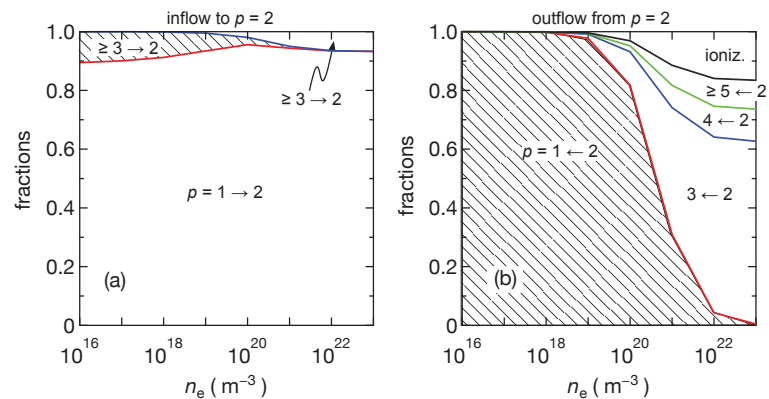 inflow to p = 2
1.0
0.8
0.6
0.4
0.2
0
fractions
≥ 3 → 2
≥ 3 → 2
p = 1 → 2
(a)
10^16 10^18 10^20 10^22
n_e ( m^−3 )
outflow from p = 2
1.0
0.8
0.6
0.4
0.2
0
fractions
ioniz.
≥ 5 ← 2
4 ← 2
p = 1 ← 2
3 ← 2
(b)
10^16 10^18 10^20 10^22
n_e ( m^−3 )